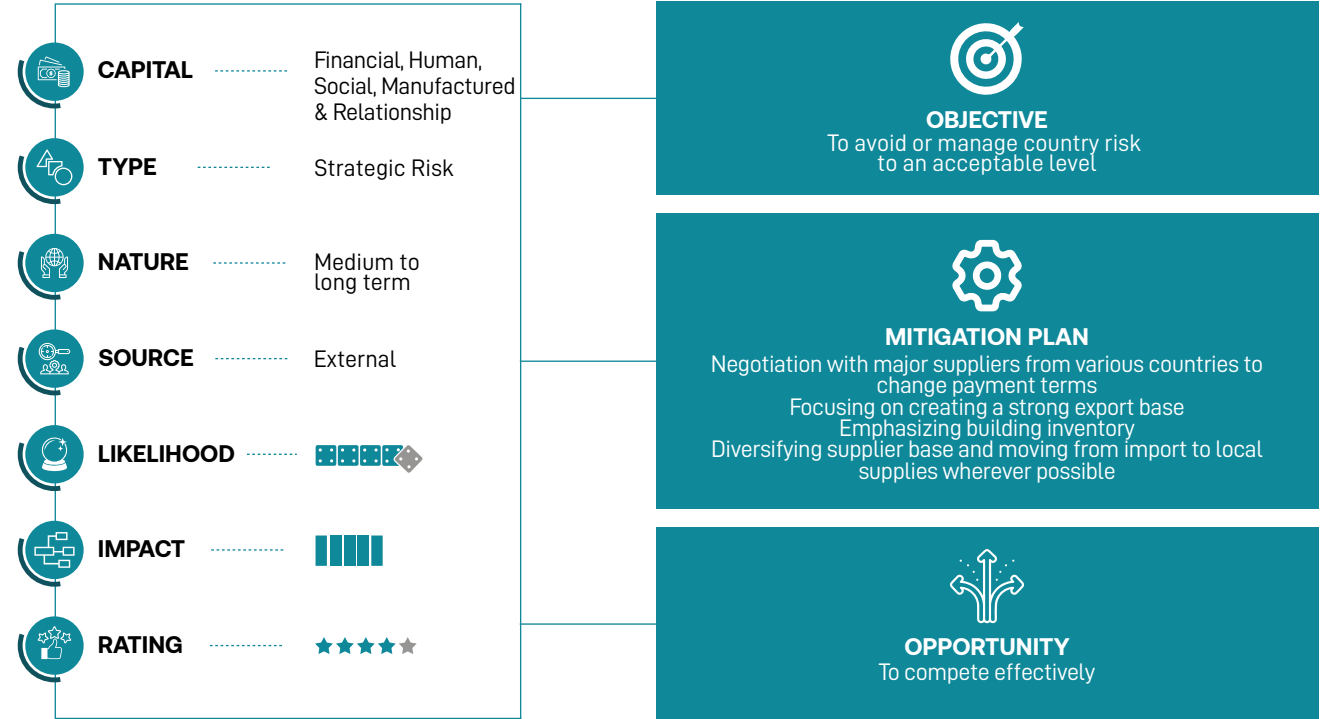 CAPITAL
Financial, Human,
Social, Manufactured
& Relationship
TYPE
Strategic Risk
NATURE
Medium to
long term
SOURCE
External
LIKELIHOOD
IMPACT
RATING
OBJECTIVE
To avoid or manage country risk
to an acceptable level
MITIGATION PLAN
Negotiation with major suppliers from various countries to
change payment terms
Focusing on creating a strong export base
Emphasizing building inventory
Diversifying supplier base and moving from import to local
supplies wherever possible
OPPORTUNITY
To compete effectively